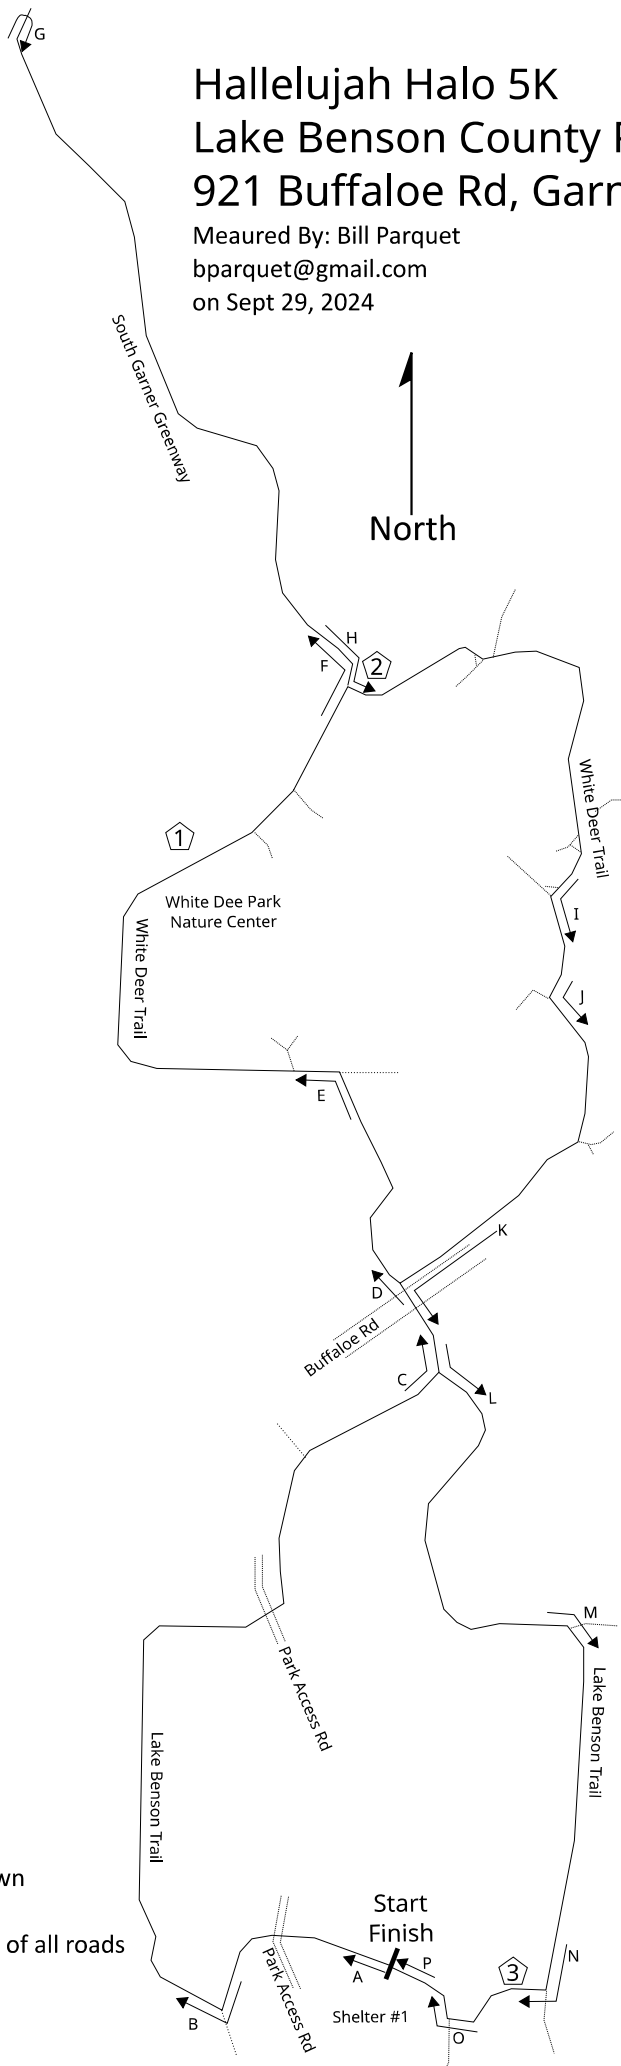 G
Hallelujah Halo 5K
Lake Benson County
921 Buffaloe Rd,
Meaured By: Bill Parquet
bparquet@gmail.com
on Sept 29, 2024
South Garner Greenway
North
H
2
F
White Deer Trail
1
White Dee Park
Nature Center
White Deer Trail
I
J
E
K
D
Buffaloe Rd
C
L
M
Park Access Rd
Lake Benson Trail
Lake Benson Trail
of all roads
Start
Finish
Park Access Rd
A
P
3
N
B
Shelter #1
O